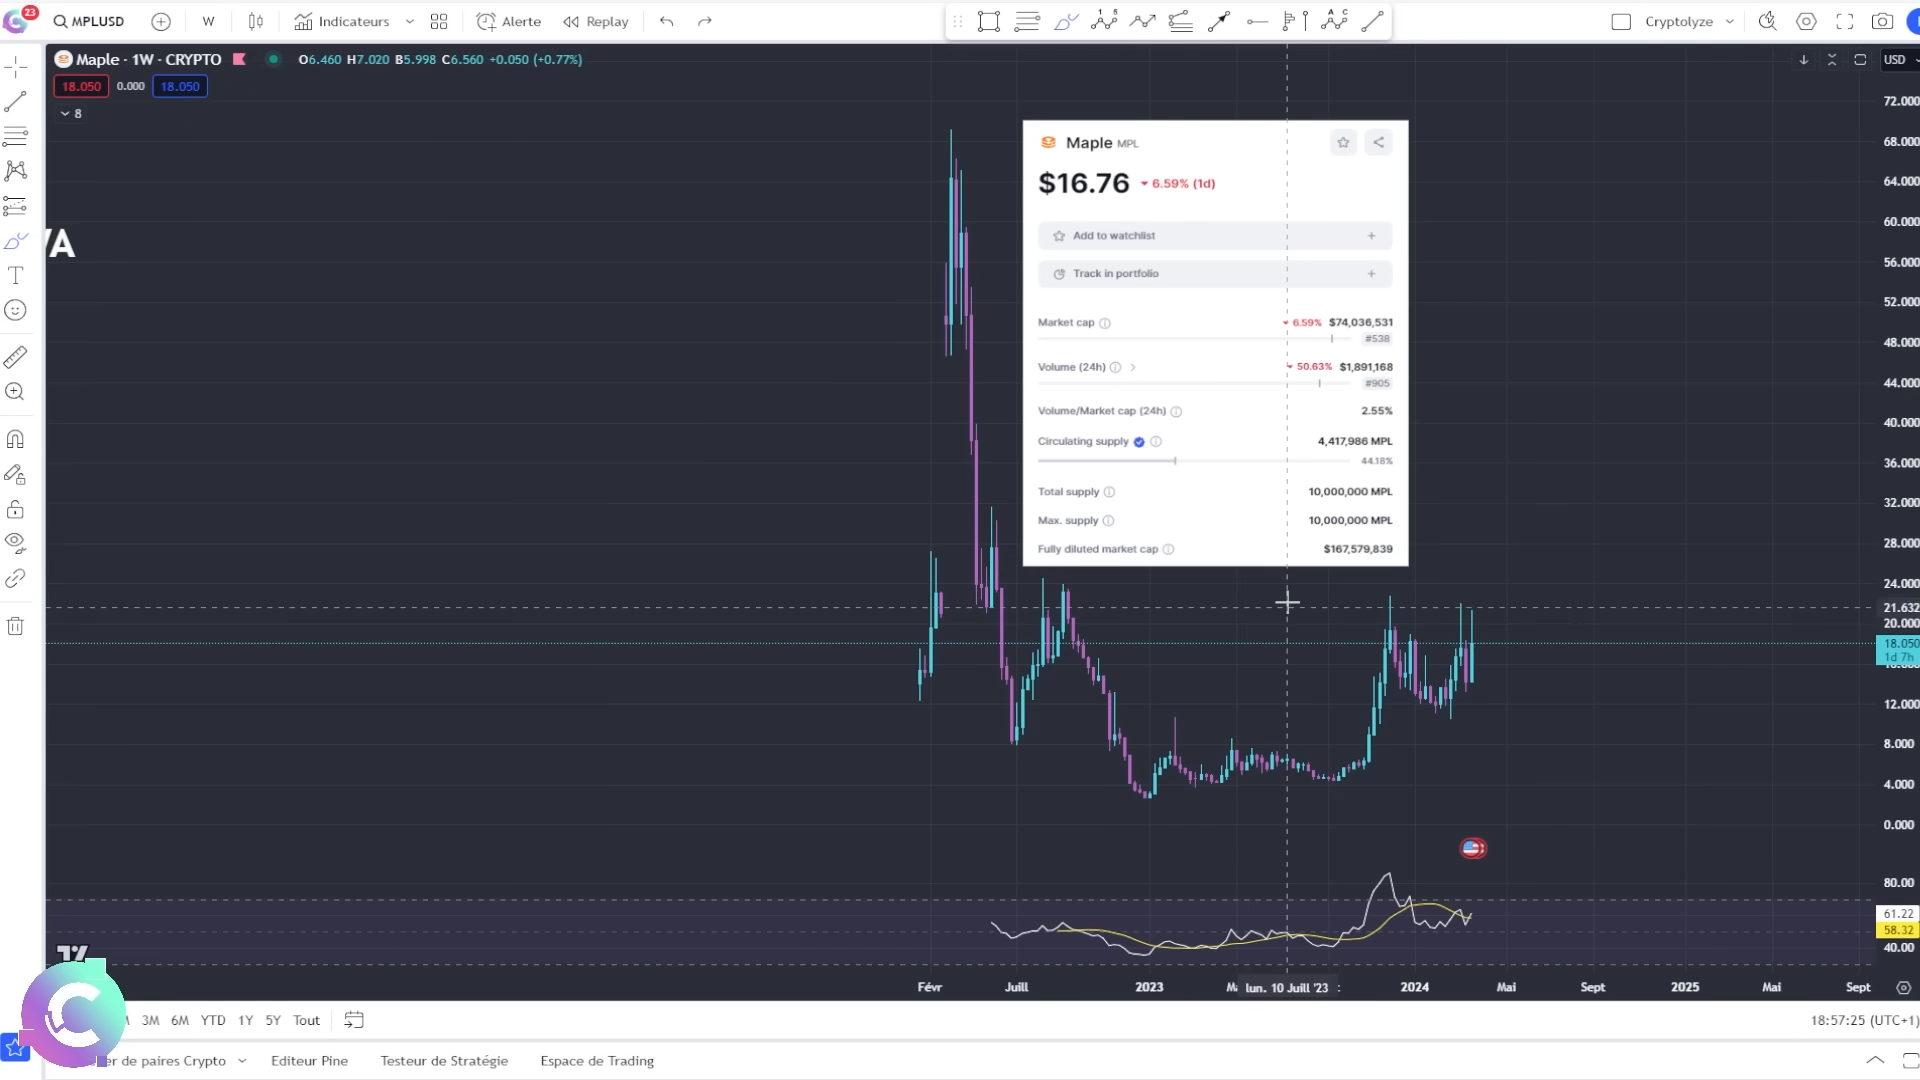 23
MPLUSD
W
Indicateurs
Alerte
Replay
1 5
A C
Cryptolyze
Maple · 1W · CRYPTO
O6.460 H7.020 B5.998 C6.560 +0.050 (+0.77%)
USD
18.050
0.000
18.050
8
VA
Maple MPL
$16.76
6.59% (1d)
Add to watchlist
+
Track in portfolio
+
Market cap
6.59%
$74,036,531
#538
Volume (24h)
50.63%
$1,891,168
#905
Volume/Market cap (24h)
2.55%
Circulating supply
4,417,986 MPL
44.18%
Total supply
10,000,000 MPL
Max. supply
10,000,000 MPL
Fully diluted market cap
$167,579,839
72.000
68.000
64.000
60.000
56.000
52.000
48.000
44.000
40.000
36.000
32.000
28.000
24.000
21.632
20.000
18.050
1d 7h
12.000
8.000
4.000
0.000
80.00
61.22
58.32
40.00
Févr
Juill
2023
lun. 10 Juill '23
2024
Mai
Sept
2025
Mai
Sept
3M
6M
YTD
1Y
5Y
Tout
18:57:25 (UTC+1)
er de paires Crypto
Editeur Pine
Testeur de Stratégie
Espace de Trading